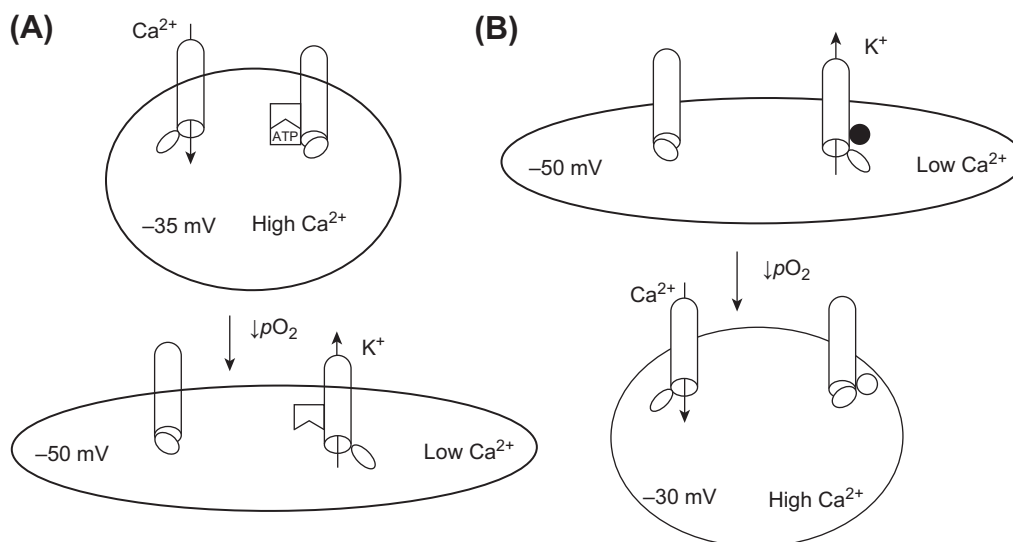 (A)
Ca²⁺
ATP
–35 mV
High Ca²⁺
↓pO₂
K⁺
–50 mV
Low Ca²⁺
(B)
K⁺
–50 mV
Low Ca²⁺
↓pO₂
Ca²⁺
–30 mV
High Ca²⁺